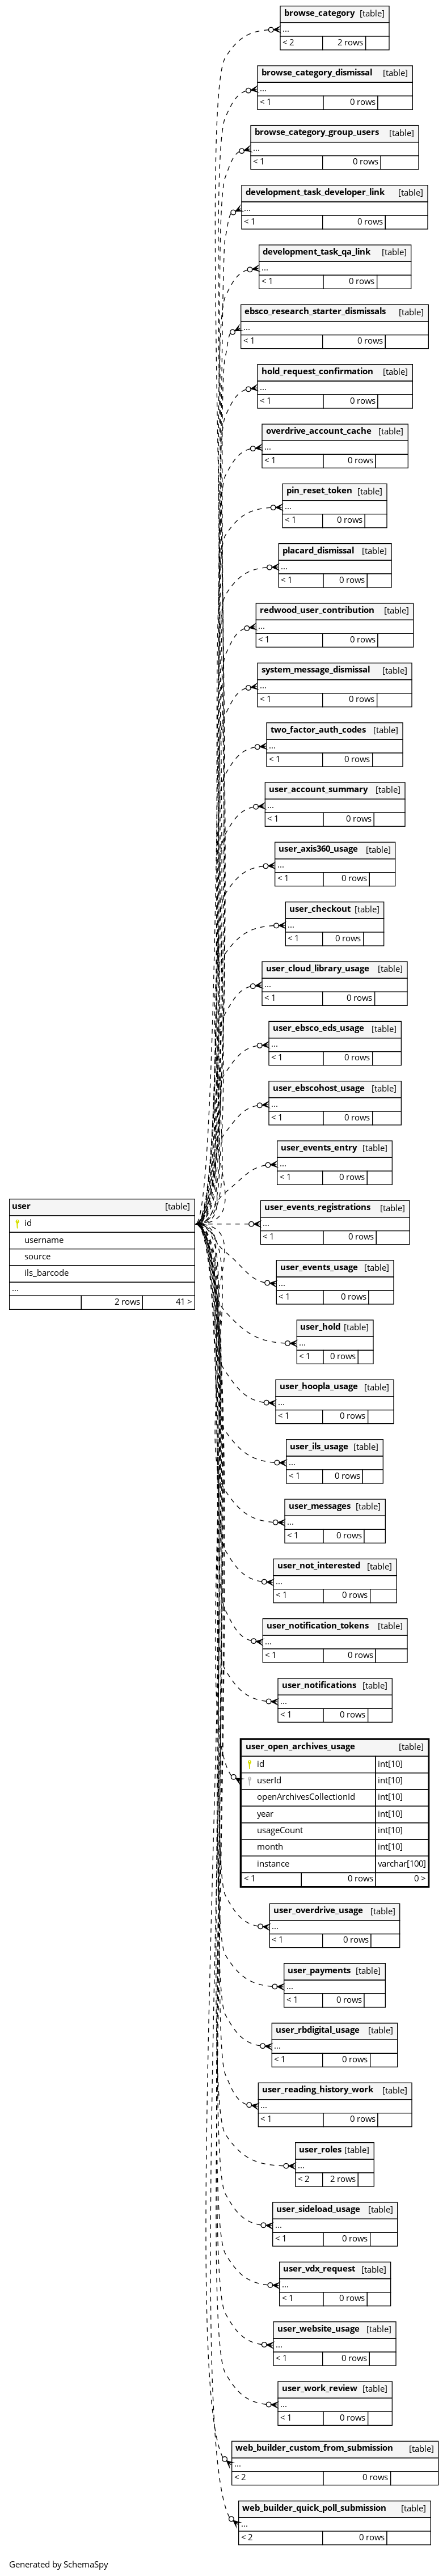 browse_category [table]
...
< 2 2 rows
browse_category_dismissal [table]
...
< 1 0 rows
browse_category_group_users [table]
...
< 1 0 rows
development_task_developer_link [table]
...
< 1 0 rows
development_task_qa_link [table]
...
< 1 0 rows
ebsco_research_starter_dismissals [table]
...
< 1 0 rows
hold_request_confirmation [table]
...
< 1 0 rows
overdrive_account_cache [table]
...
< 1 0 rows
pin_reset_token [table]
...
< 1 0 rows
placard_dismissal [table]
...
< 1 0 rows
redwood_user_contribution [table]
...
< 1 0 rows
system_message_dismissal [table]
...
< 1 0 rows
two_factor_auth_codes [table]
...
< 1 0 rows
user_account_summary [table]
...
< 1 0 rows
user_axis360_usage [table]
...
< 1 0 rows
user_checkout [table]
...
< 1 0 rows
user_cloud_library_usage [table]
...
< 1 0 rows
user_ebsco_eds_usage [table]
...
< 1 0 rows
user_ebscohost_usage [table]
...
< 1 0 rows
user_events_entry [table]
...
< 1 0 rows
user [table]
id
username
source
ils_barcode
...
2 rows 41 >
user_events_registrations [table]
...
< 1 0 rows
user_events_usage [table]
...
< 1 0 rows
user_hold [table]
...
< 1 0 rows
user_hoopla_usage [table]
...
< 1 0 rows
user_ils_usage [table]
...
< 1 0 rows
user_messages [table]
...
< 1 0 rows
user_not_interested [table]
...
< 1 0 rows
user_notification_tokens [table]
...
< 1 0 rows
user_notifications [table]
...
< 1 0 rows
user_open_archives_usage [table]
id int[10]
userId int[10]
openArchivesCollectionId int[10]
year int[10]
usageCount int[10]
month int[10]
instance varchar[100]
< 1 0 rows 0 >
user_overdrive_usage [table]
...
< 1 0 rows
user_payments [table]
...
< 1 0 rows
user_rbdigital_usage [table]
...
< 1 0 rows
user_reading_history_work [table]
...
< 1 0 rows
user_roles [table]
...
< 2 2 rows
user_sideload_usage [table]
...
< 1 0 rows
user_vdx_request [table]
...
< 1 0 rows
user_website_usage [table]
...
< 1 0 rows
user_work_review [table]
...
< 1 0 rows
web_builder_custom_from_submission [table]
...
< 2 0 rows
web_builder_quick_poll_submission [table]
...
< 2 0 rows
Generated by SchemaSpy